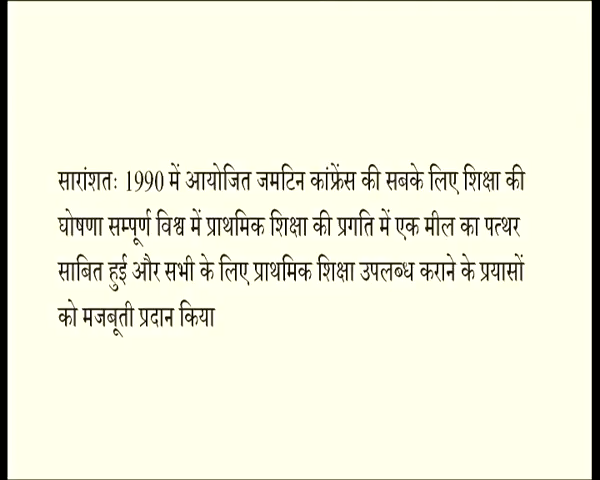 सारांशतः 1990 में आयोजित जमटिन कांफ्रेंस की सबके लिए शिक्षा की
घोषणा सम्पूर्ण विश्व में प्राथमिक शिक्षा की प्रगति में एक मील का पत्थर
साबित हुई और सभी के लिए प्राथमिक शिक्षा उपलब्ध कराने के प्रयासों
को मजबूती प्रदान किया